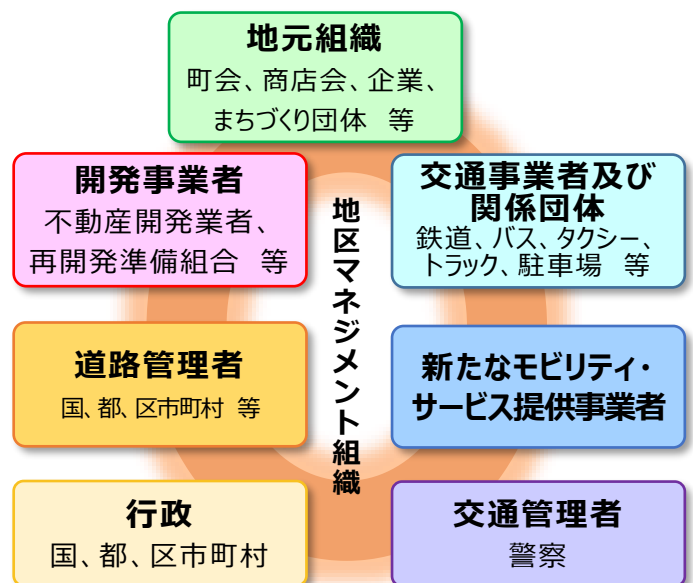 地元組織
町会、商店会、企業、
まちづくり団体 等
開発事業者
不動産開発業者、
再開発準備組合 等
交通事業者及び
関係団体
鉄道、バス、タクシー、
トラック、駐車場 等
地区マネジメント組織
道路管理者
国、都、区市町村 等
新たなモビリティ・
サービス提供事業者
行政
国、都、区市町村
交通管理者
警察